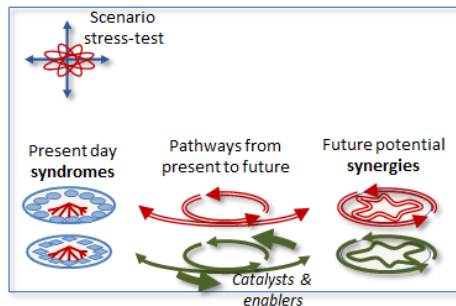 Scenario
stress-test
Present day
syndromes
Pathways from
present to future
Future potential
synergies
Catalysts &
enablers